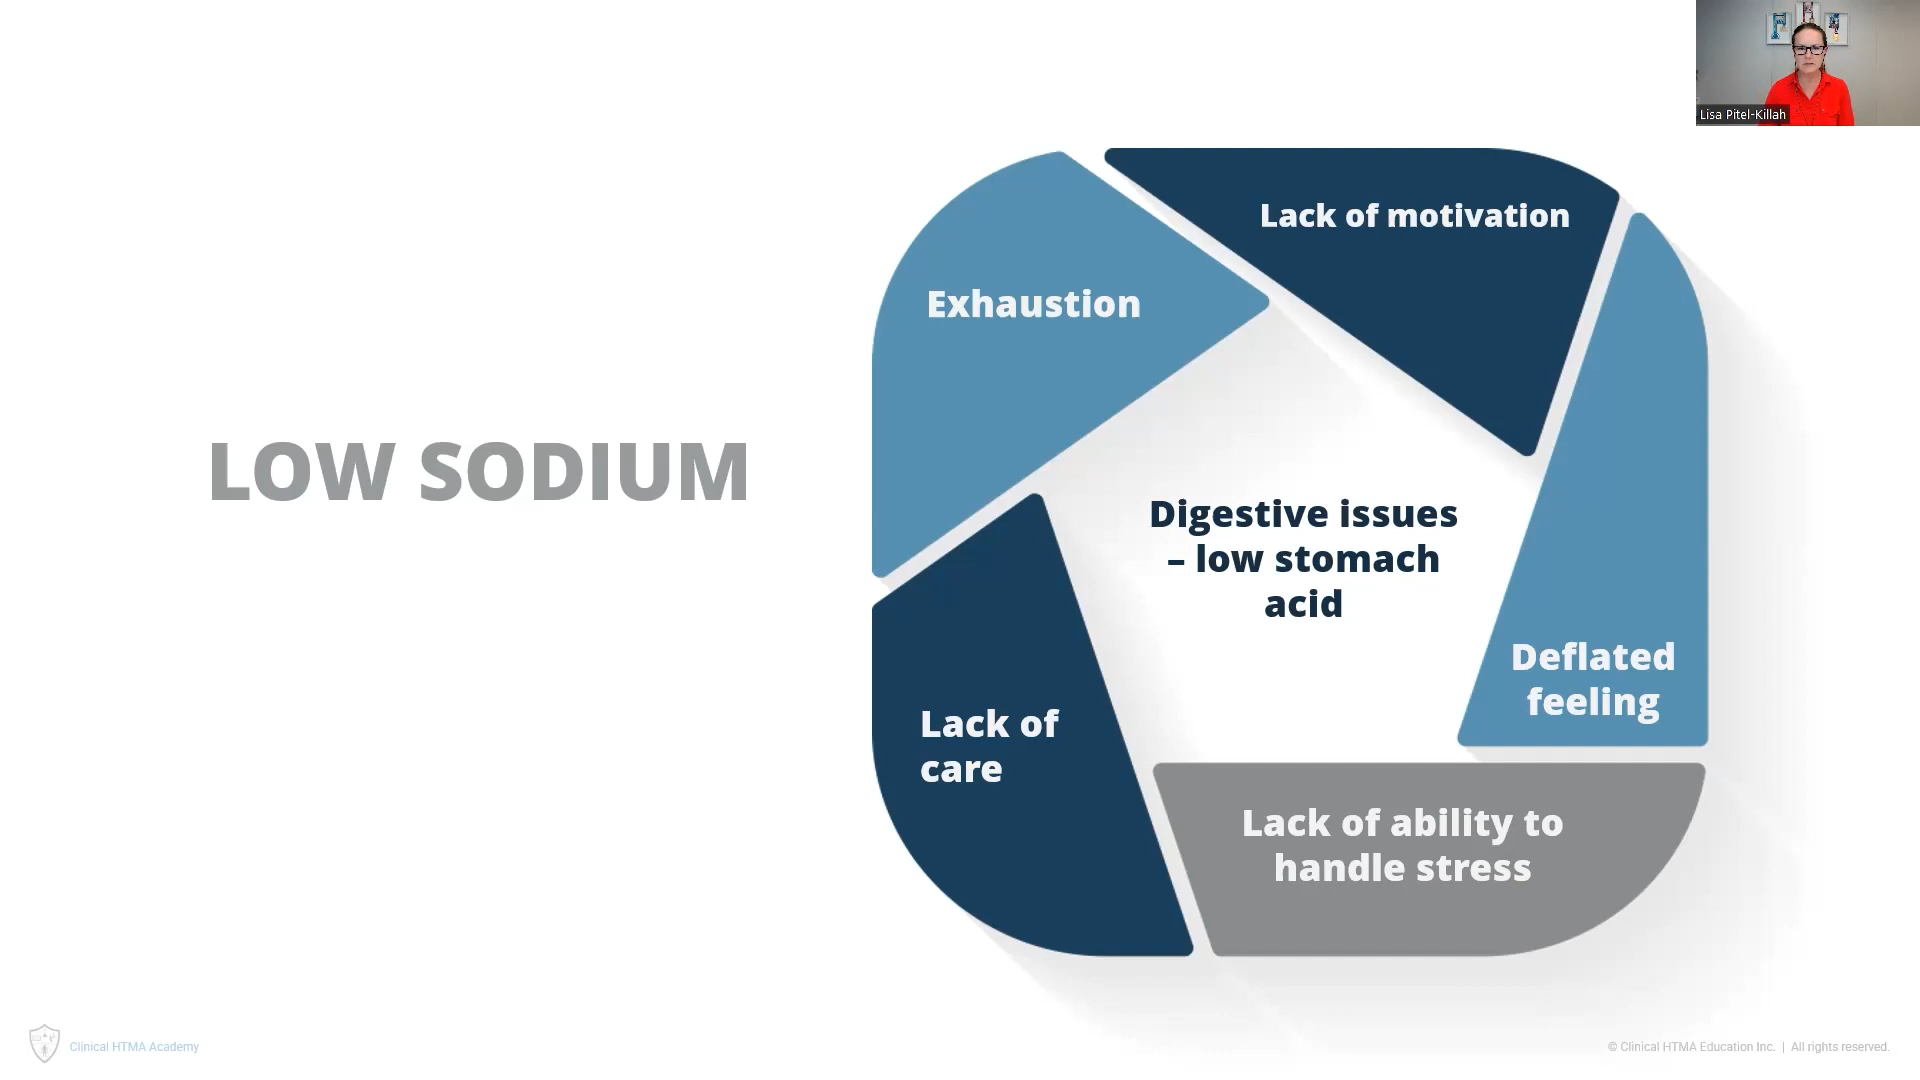 Lisa Pitel-Killah
LOW SODIUM
Exhaustion
Lack of motivation
Deflated
feeling
Lack of ability to
handle stress
Lack of
care
Digestive issues
– low stomach
acid
Clinical HTMA Academy
© Clinical HTMA Education Inc. | All rights reserved.